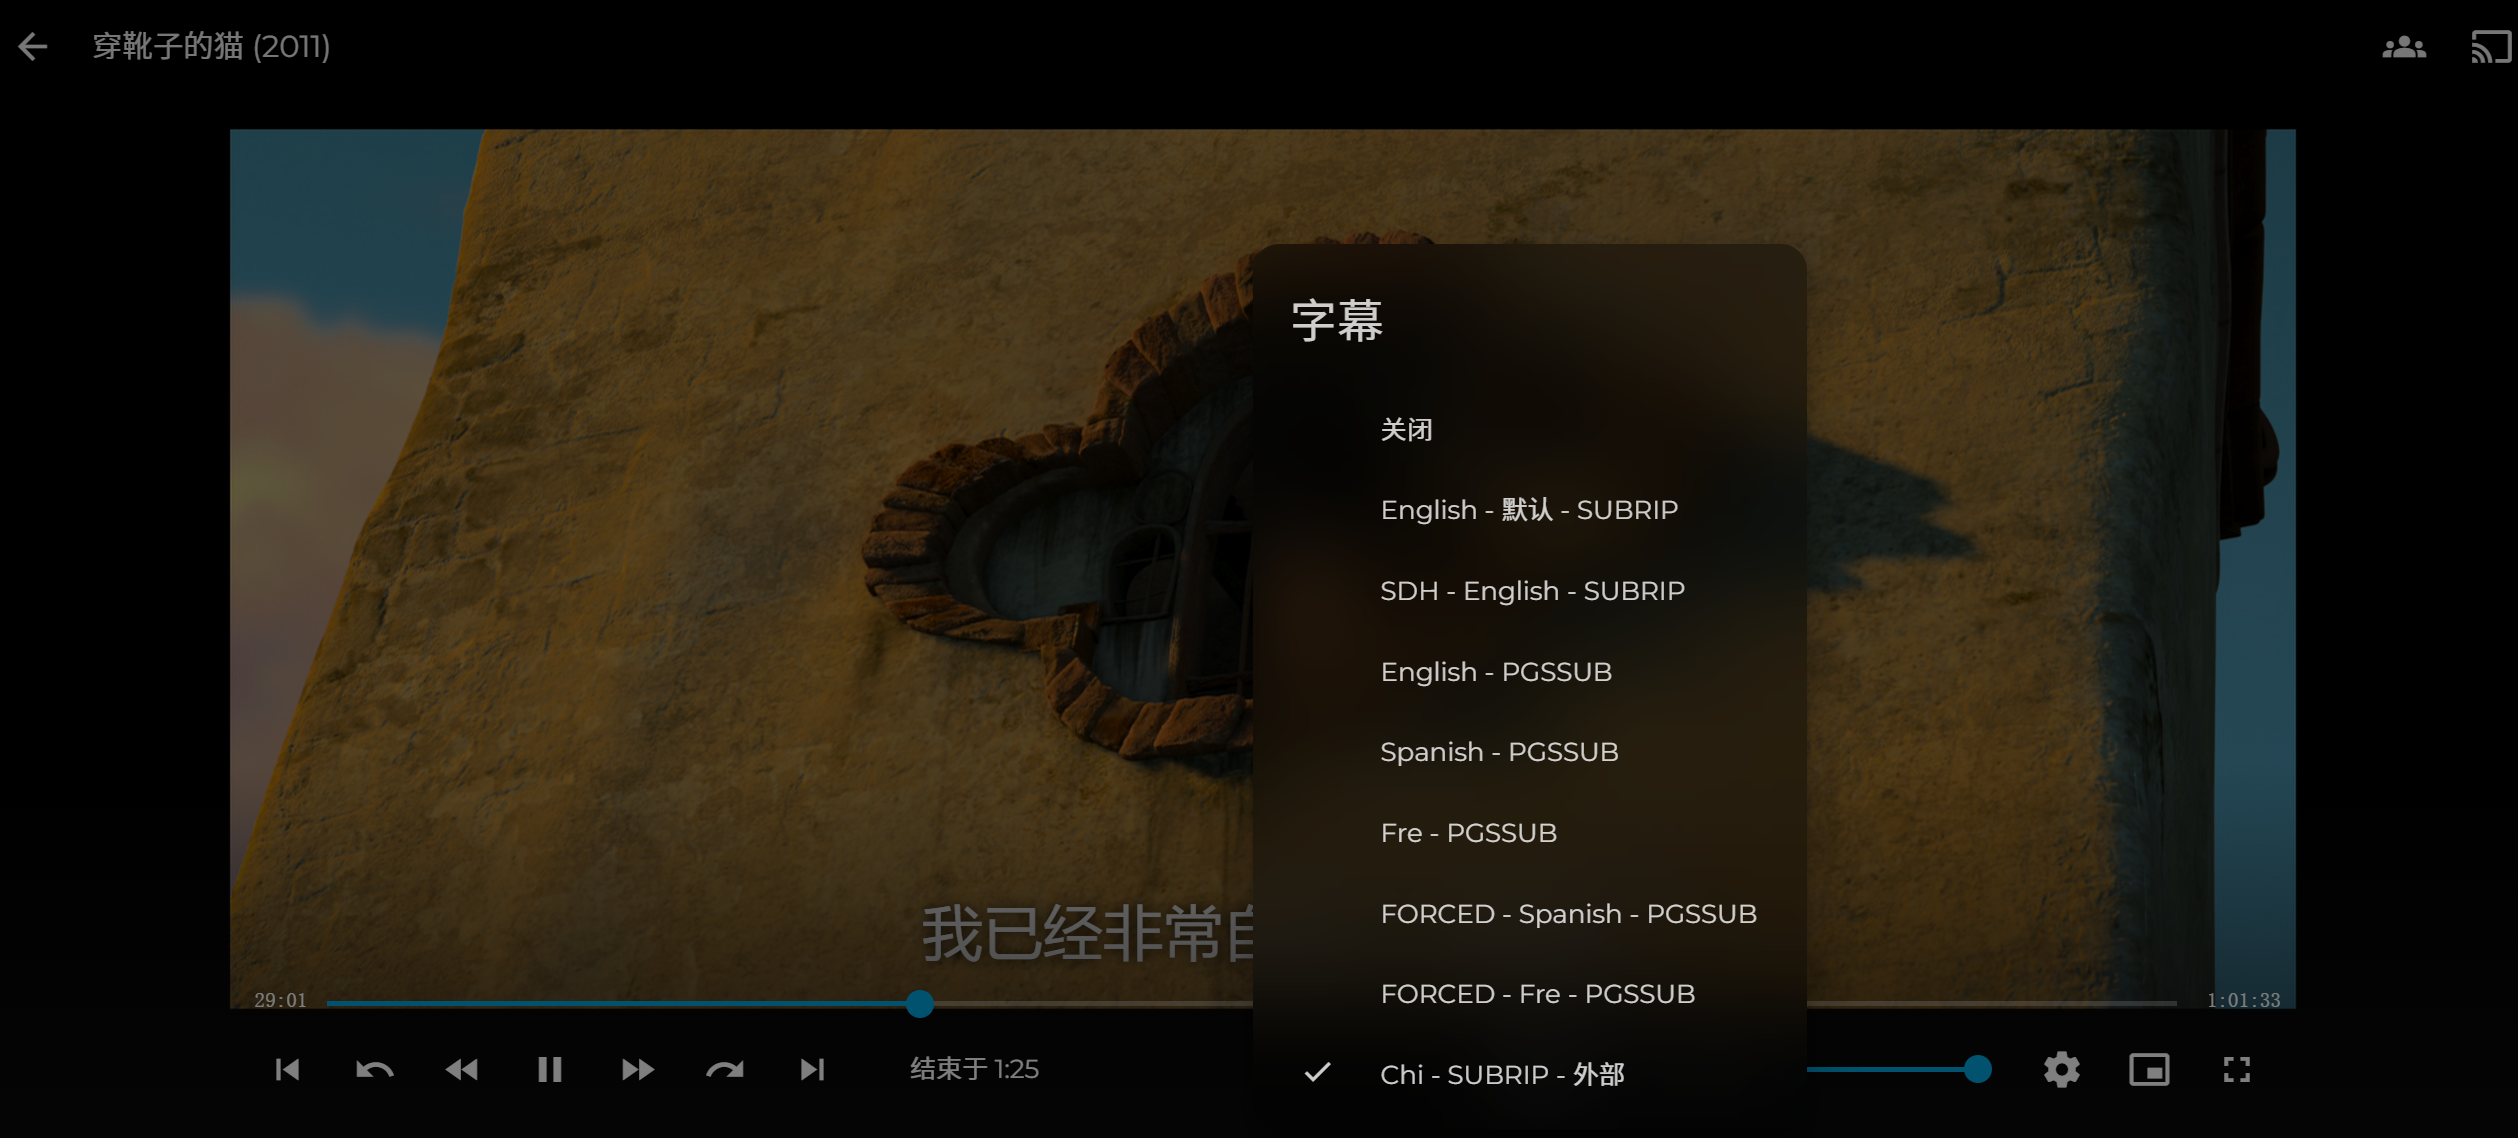 穿靴子的猫 (2011)
字幕
关闭
English - 默认 - SUBRIP
SDH - English - SUBRIP
English - PGSSUB
Spanish - PGSSUB
Fre - PGSSUB
FORCED - Spanish - PGSSUB
FORCED - Fre - PGSSUB
Chi - SUBRIP - 外部
我已经非常
29:01
1:01:33
结束于 1:25